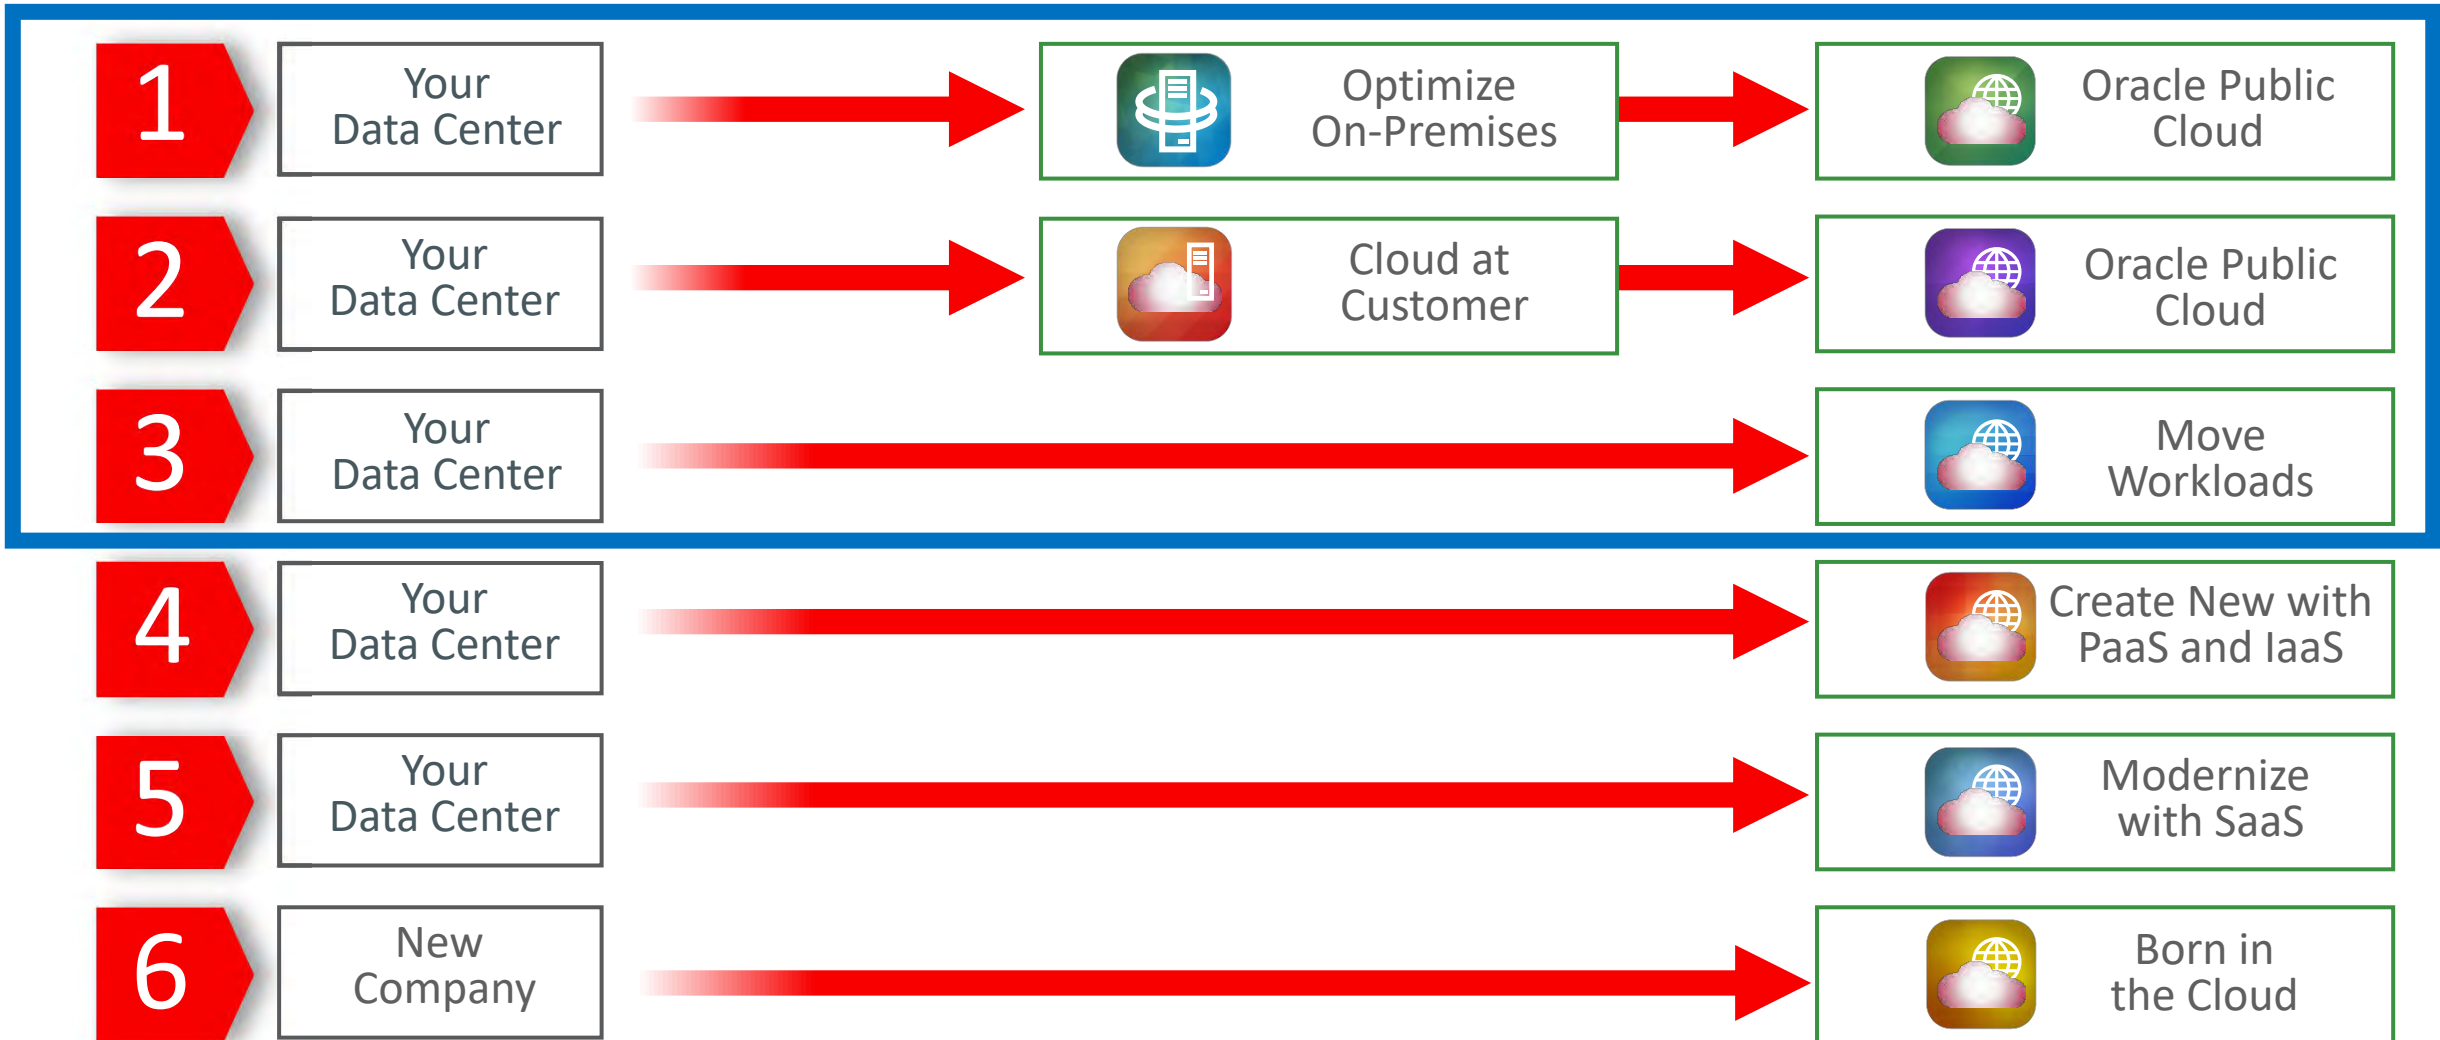 1
Your
Data Center
Optimize
On-Premises
Oracle Public
Cloud
2
Your
Data Center
Cloud at
Customer
Oracle Public
Cloud
3
Your
Data Center
Move
Workloads
4
Your
Data Center
Create New with
PaaS and IaaS
5
Your
Data Center
Modernize
with SaaS
6
New
Company
Born in
the Cloud